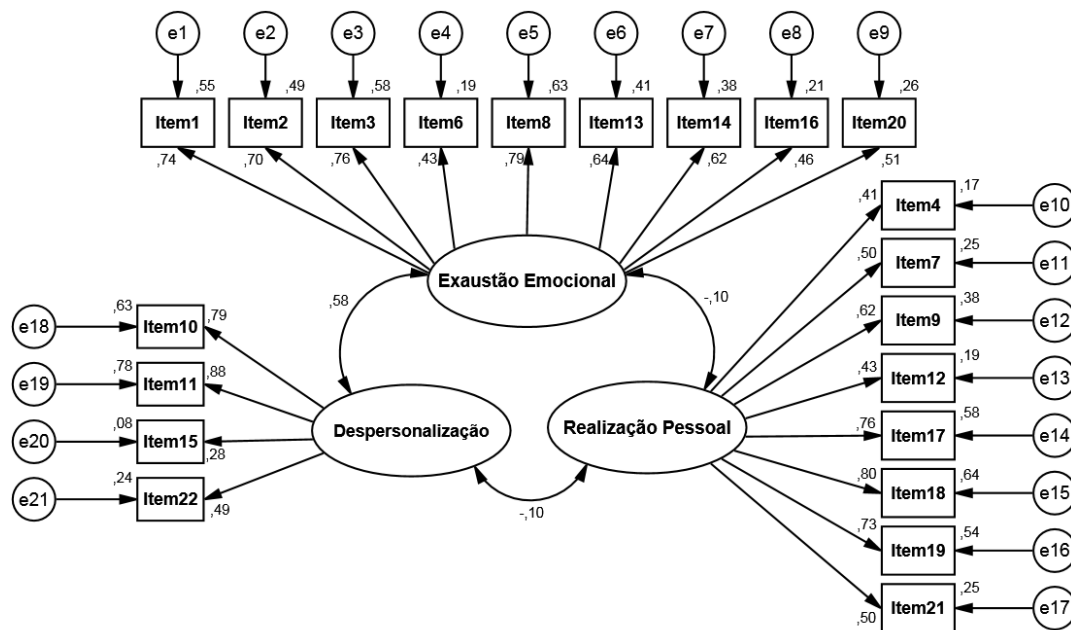 e1 e2 e3 e4 e5 e6 e7 e8 e9
,55 ,49 ,58 ,19 ,63 ,41 ,38 ,21 ,26
Item1 Item2 Item3 Item6 Item8 Item13 Item14 Item16 Item20
,74 ,70 ,76 ,43 ,79 ,64 ,62 ,46 ,51
Exaustão Emocional
,58
-,10
,41 Item4 ,17 e10
,50 Item7 ,25 e11
,62 Item9 ,38 e12
,43 Item12 ,19 e13
,76 Item17 ,58 e14
,80 Item18 ,64 e15
,73 Item19 ,54 e16
,50 Item21 ,25 e17
e18 ,63 Item10 ,79
e19 ,78 Item11 ,88
e20 ,08 Item15 ,28
e21 ,24 Item22 ,49
Despersonalização
Realização Pessoal
-,10